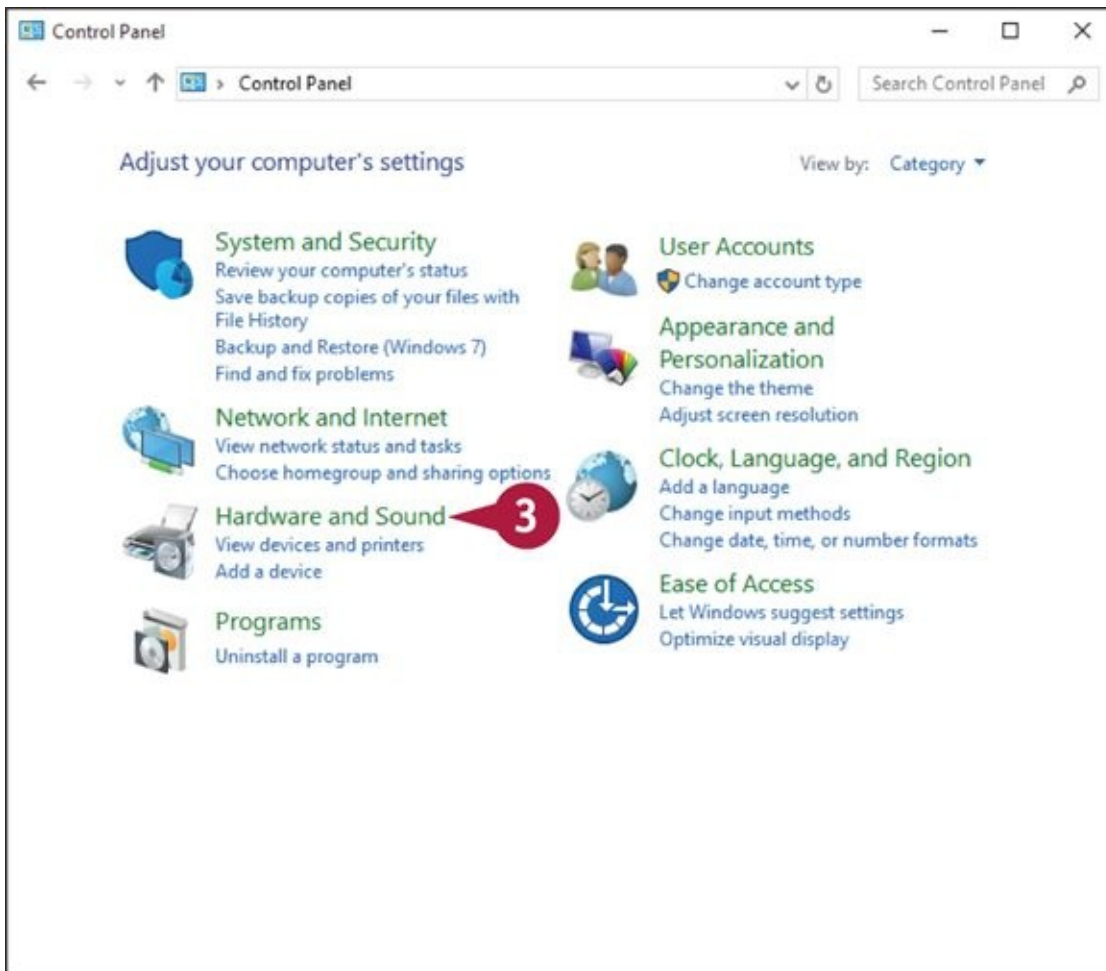 Control Panel
Control Panel
Search Control Panel
Adjust your computer's settings
View by: Category
System and Security
Review your computer's status
Save backup copies of your files with
File History
Backup and Restore (Windows 7)
Find and fix problems
Network and Internet
View network status and tasks
Choose homegroup and sharing options
Hardware and Sound
3
View devices and printers
Add a device
Programs
Uninstall a program
User Accounts
Change account type
Appearance and
Personalization
Change the theme
Adjust screen resolution
Clock, Language, and Region
Add a language
Change input methods
Change date, time, or number formats
Ease of Access
Let Windows suggest settings
Optimize visual display